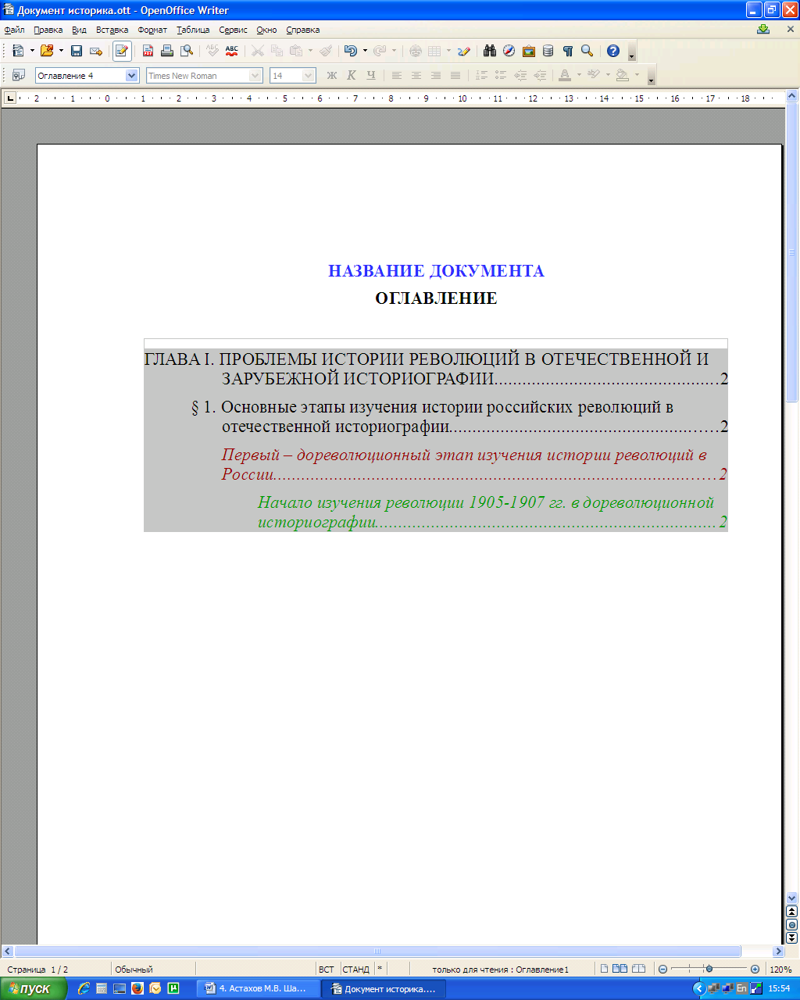 Документ историка.ott - OpenOffice Writer
Файл Правка Вид Вставка Формат Таблица Сервис Окно Справка
Оглавление 4 Times New Roman 14 Ж К Ч
2 1 0 1 2 3 4 5 6 7 8 9 10 11 12 13 14 15 16 17 18
НАЗВАНИЕ ДОКУМЕНТА
ОГЛАВЛЕНИЕ
ГЛАВА I. ПРОБЛЕМЫ ИСТОРИИ РЕВОЛЮЦИЙ В ОТЕЧЕСТВЕННОЙ И
ЗАРУБЕЖНОЙ ИСТОРИОГРАФИИ................................................2
§ 1. Основные этапы изучения истории российских революций в
отечественной историографии..........................................................2
Первый – дореволюционный этап изучения истории революций в
России................................................................................................2
Начало изучения революции 1905-1907 гг. в дореволюционной
историографии.........................................................................2
Страница 1 / 2 Обычный ВСТ СТАНД * только для чтения : Оглавление1 120%
пуск 4. Астахов М.В. Ша... Документ историка.... En 15:54